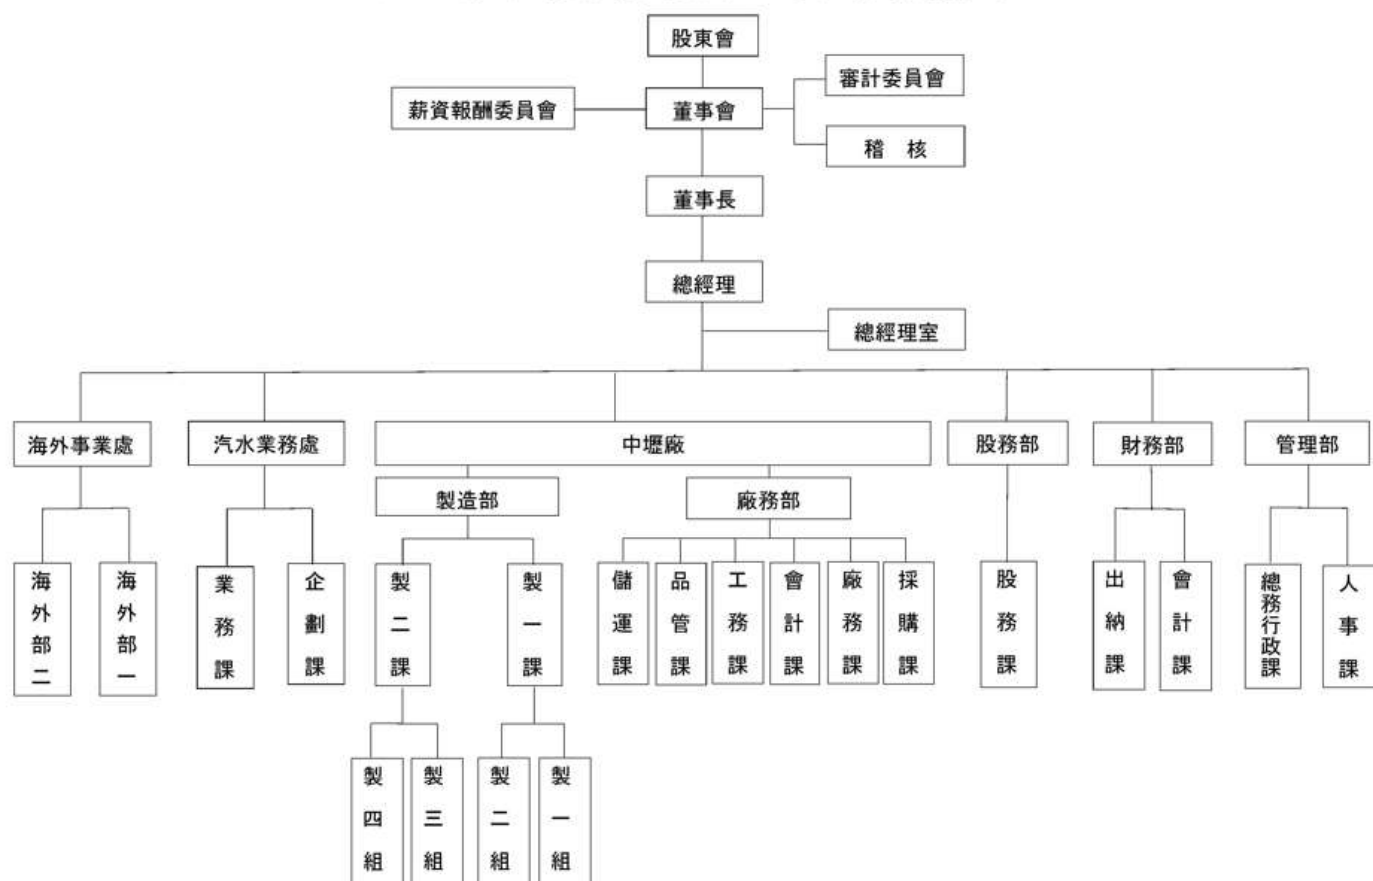 股東會
審計委員會
薪資報酬委員會
董事會
稽　核
董事長
總經理
總經理室
海外事業處
汽水業務處
中壢廠
股務部
財務部
管理部
製造部
廠務部
海外部二
海外部一
業務課
企劃課
製二課
製一課
儲運課
品管課
工務課
會計課
廠務課
採購課
股務課
出納課
會計課
總務行政課
人事課
製四組
製三組
製二組
製一組